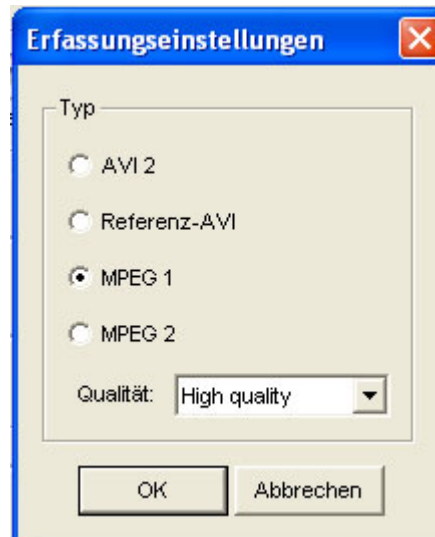 Erfassungseinstellungen
Typ
AVI 2
Referenz-AVI
MPEG 1
MPEG 2
Qualität: High quality
OK Abbrechen